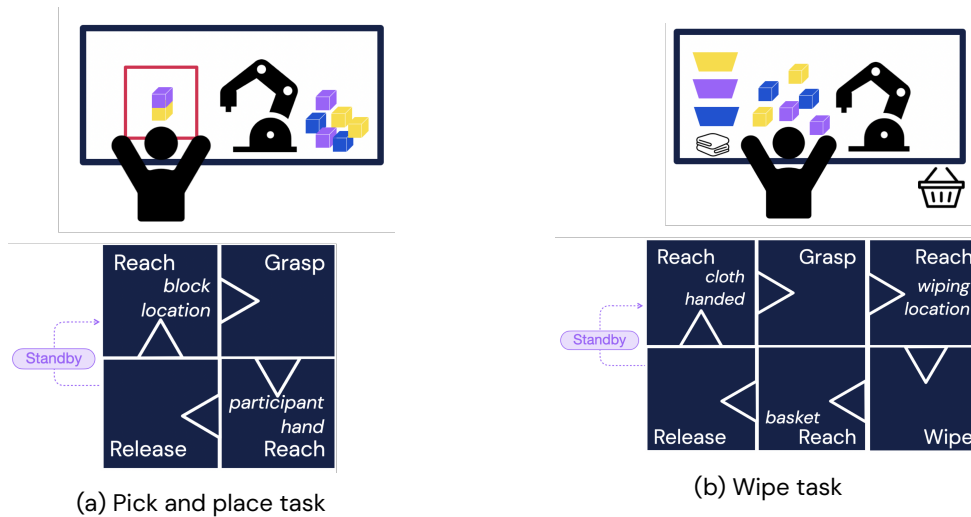 Reach
block
location
Grasp
Standby
Release
participant
hand
Reach
(a) Pick and place task
Reach
cloth
handed
Grasp
Reach
wiping
location
Standby
Release
basket
Reach
Wipe
(b) Wipe task